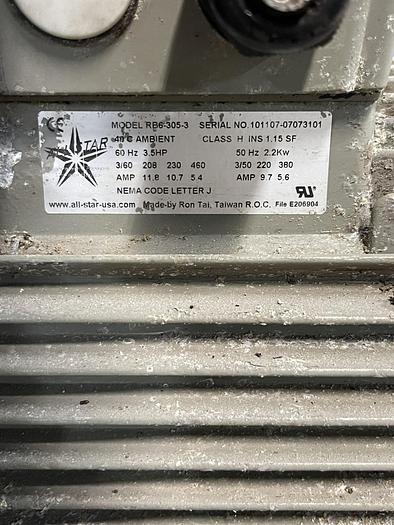 MODEL RB6-305-3 SERIAL NO. 101107-07073101
STAR 40°C AMBIENT CLASS H INS 1.15 SF
60 Hz 3.5HP 50 Hz 2.2Kw
3/60 208 230 460 3/50 220 380
AMP 11.8 10.7 5.4 AMP 9.7 5.6
NEMA CODE LETTER J
www.all-star-usa.com Made by Ron Tai, Taiwan R.O.C. File E206904